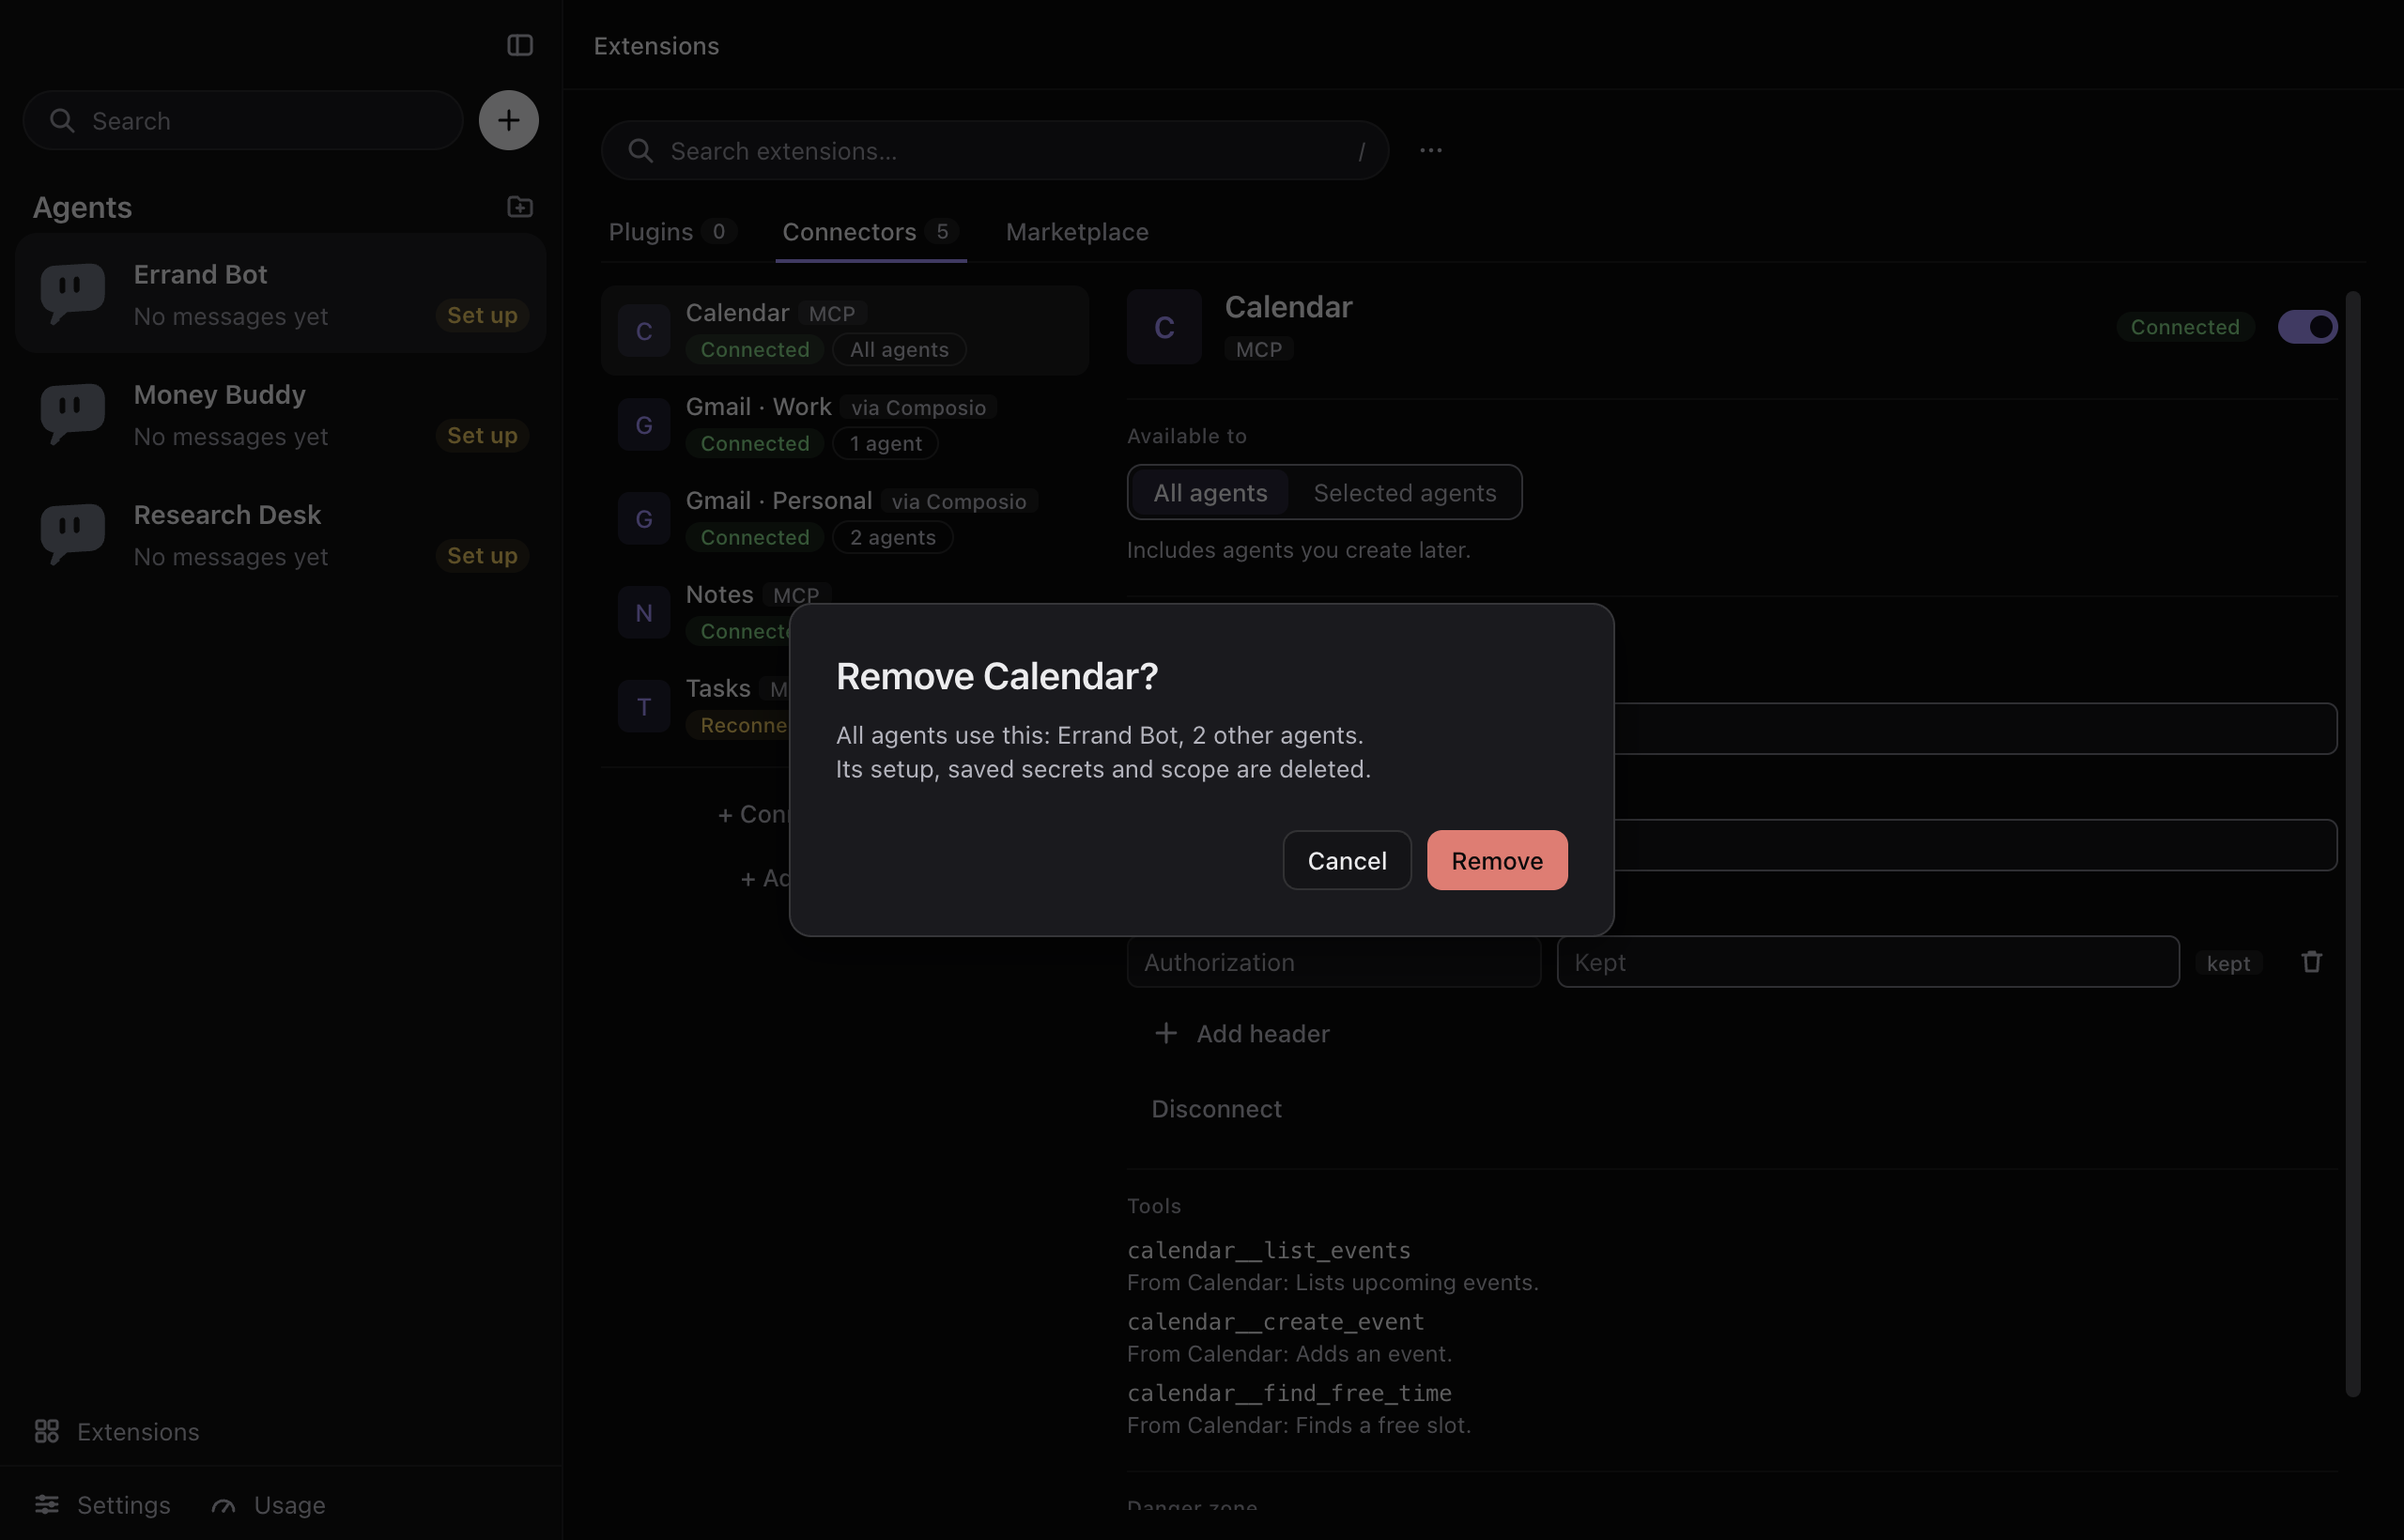 Extensions
Search
Agents
Errand Bot
No messages yet
Set up
Money Buddy
No messages yet
Set up
Research Desk
No messages yet
Set up
Extensions
Settings
Usage
Search extensions...
/
Plugins 0
Connectors 5
Marketplace
Calendar MCP
Connected All agents
Gmail · Work via Composio
Connected 1 agent
Gmail · Personal via Composio
Connected 2 agents
Notes MCP
Tasks
C
G
G
N
T
C
Calendar
MCP
Connected
Available to
All agents Selected agents
Includes agents you create later.
Remove Calendar?
All agents use this: Errand Bot, 2 other agents.
Its setup, saved secrets and scope are deleted.
Cancel Remove
Authorization Kept kept
Add header
Disconnect
Tools
calendar__list_events
From Calendar: Lists upcoming events.
calendar__create_event
From Calendar: Adds an event.
calendar__find_free_time
From Calendar: Finds a free slot.
Danger zone